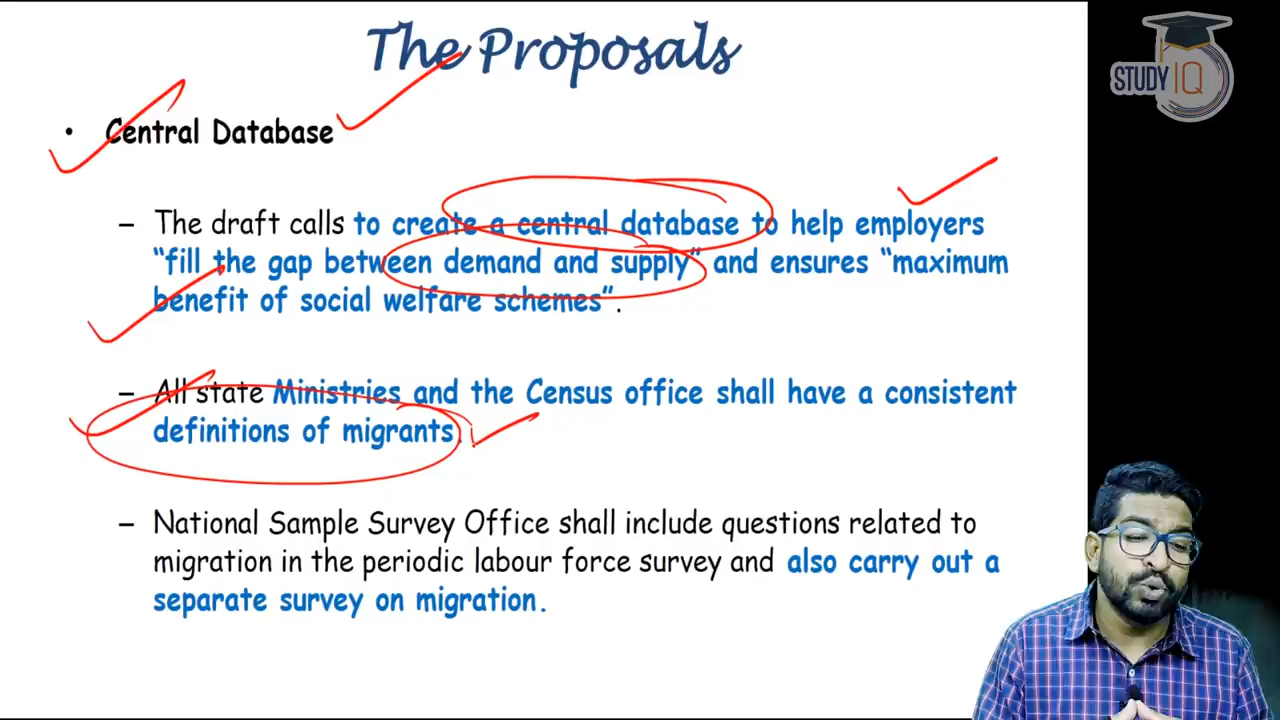 The Proposals
STUDY IQ
• Central Database
– The draft calls to create a central database to help employers
“fill the gap between demand and supply” and ensures “maximum
benefit of social welfare schemes”.
– All state Ministries and the Census office shall have a consistent
definitions of migrants.
– National Sample Survey Office shall include questions related to
migration in the periodic labour force survey and also carry out a
separate survey on migration.